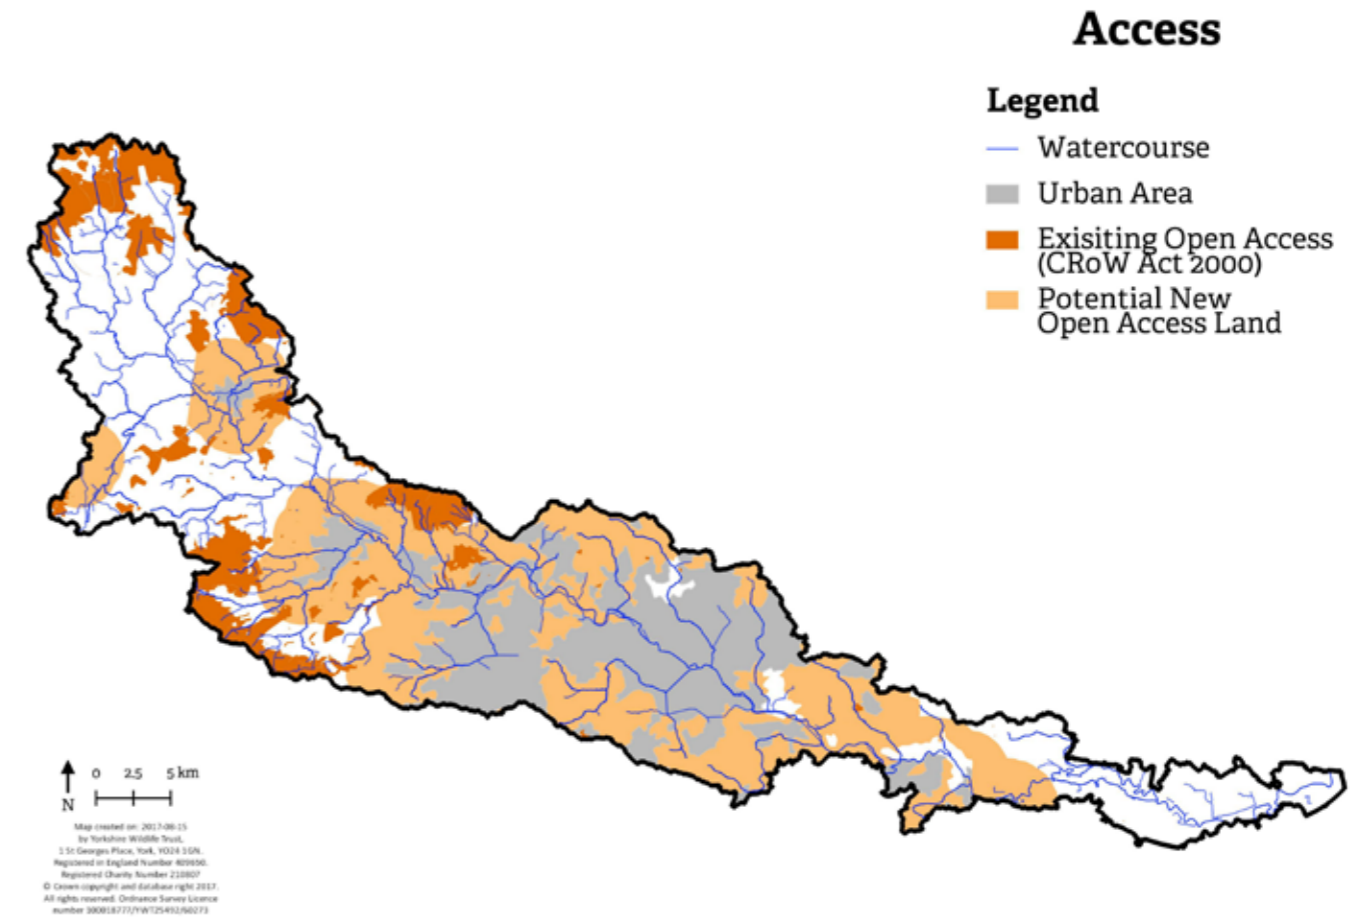 Access
Legend
Watercourse
Urban Area
Exisiting Open Access
(CRoW Act 2000)
Potential New
Open Access Land
0 2.5 5 km
N
Map created on: 2017-08-15
by Yorkshire Wildlife Trust,
1 St Georges Place, York, YO24 1GN.
Registered in England Number 409650.
Registered Charity Number 210807
© Crown copyright and database right 2017.
All rights reserved. Ordnance Survey Licence
number